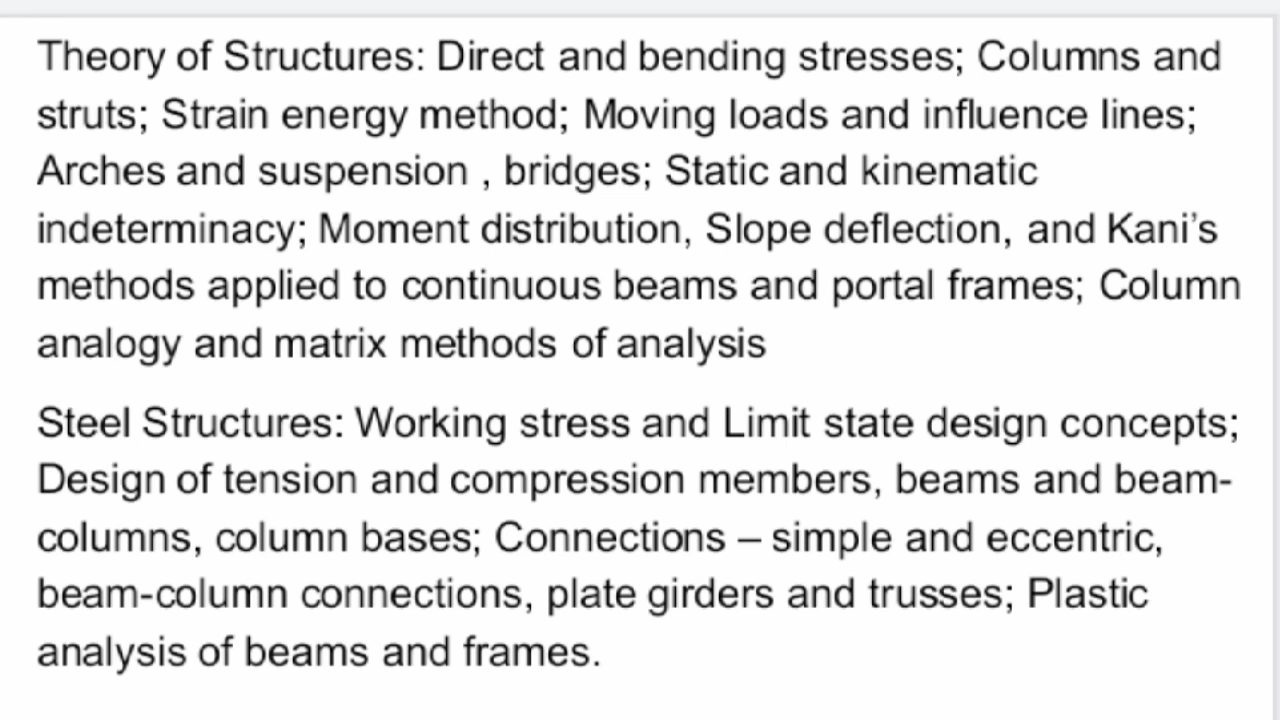 Theory of Structures: Direct and bending stresses; Columns and
struts; Strain energy method; Moving loads and influence lines;
Arches and suspension , bridges; Static and kinematic
indeterminacy; Moment distribution, Slope deflection, and Kani’s
methods applied to continuous beams and portal frames; Column
analogy and matrix methods of analysis
Steel Structures: Working stress and Limit state design concepts;
Design of tension and compression members, beams and beam-
columns, column bases; Connections – simple and eccentric,
beam-column connections, plate girders and trusses; Plastic
analysis of beams and frames.